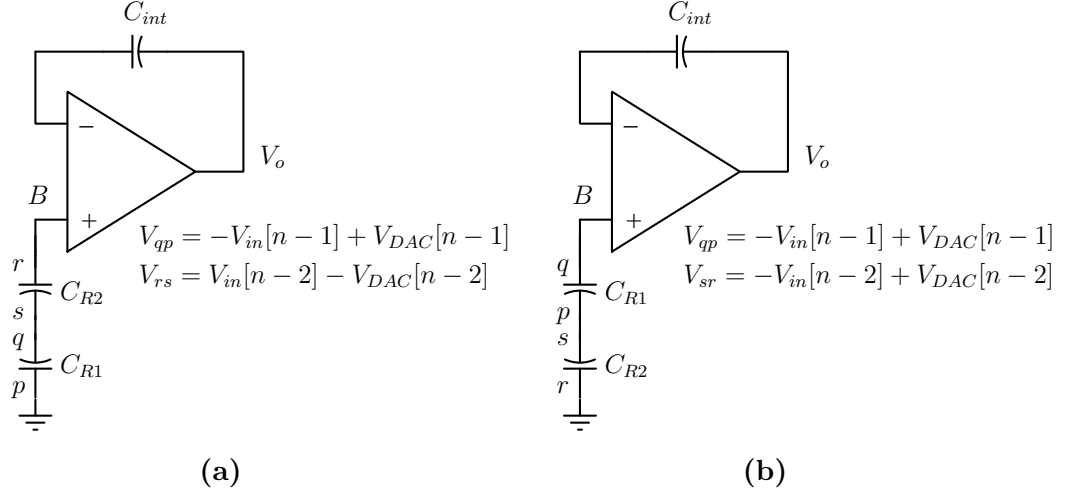 C_{int}
C_{int}
−
−
V_o
V_o
B
B
+
+
V_{qp} = −V_{in}[n − 1] + V_{DAC}[n − 1]
V_{qp} = −V_{in}[n − 1] + V_{DAC}[n − 1]
r
q
V_{rs} = V_{in}[n − 2] − V_{DAC}[n − 2]
V_{sr} = −V_{in}[n − 2] + V_{DAC}[n − 2]
C_{R2}
C_{R1}
s
p
q
s
C_{R1}
C_{R2}
p
r
(a)
(b)